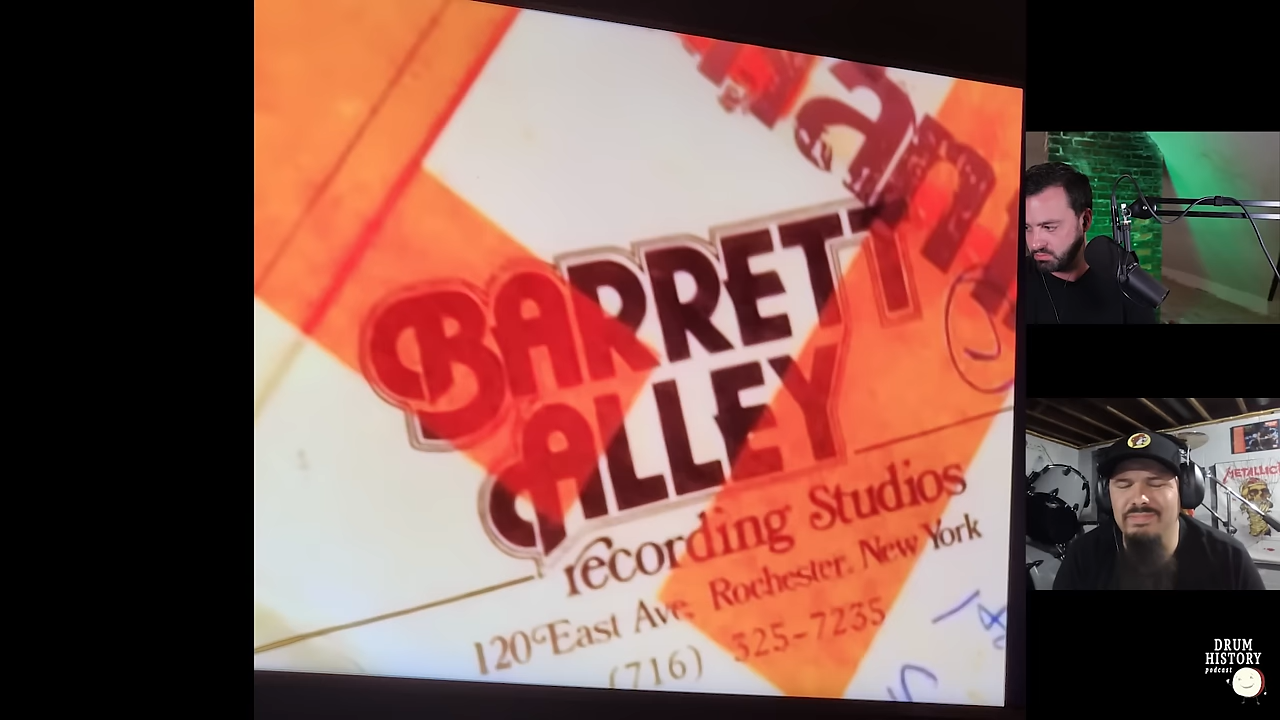 BARRETT
ALLEY
recording Studios
120 East Ave. Rochester, New York
(716) 325-7235
METALLICA
DRUM
HISTORY
podcast